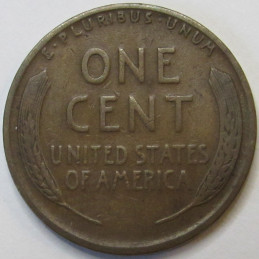 E·PLURIBUS·UNUM
ONE
CENT
UNITED STATES
OF AMERICA